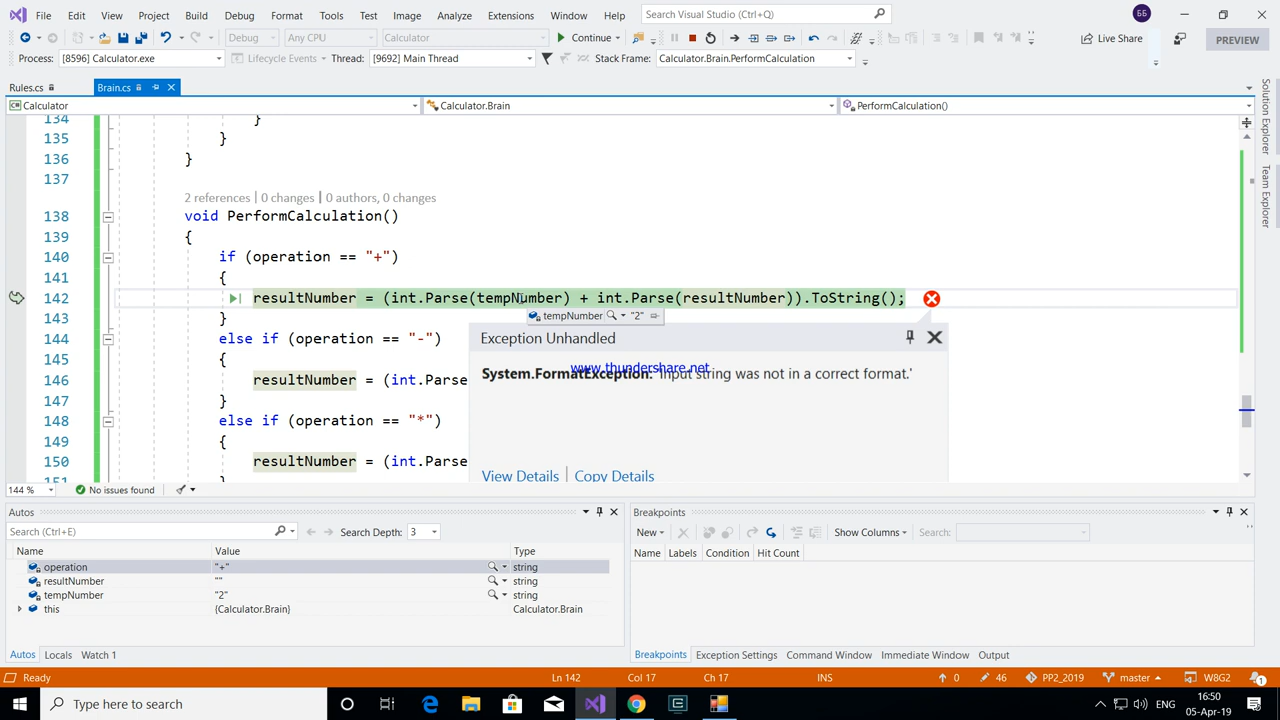 File Edit View Project Build Debug Format Test Tools Architecture Image Analyze Extensions Window Help Search Visual Studio (Ctrl+Q) ББ
Debug Any CPU Calculator Continue Live Share PREVIEW
Process: [8596] Calculator.exe Lifecycle Events Thread: [9692] Main Thread Stack Frame: Calculator.Brain.PerformCalculation
Rules.cs Brain.cs
Calculator Calculator.Brain PerformCalculation()
Solution Explorer
Team Explorer
134 }
135 }
136 }
137
2 references | 0 changes | 0 authors, 0 changes
138 void PerformCalculation()
139 {
140 if (operation == "+")
141 {
142 resultNumber = (int.Parse(tempNumber) + int.Parse(resultNumber)).ToString();
tempNumber "2"
143 }
Exception Unhandled
144 else if (operation == "-")
145 {
www.thundershare.net
System.FormatException: 'Input string was not in a correct format.'
146 resultNumber = (int.Parse
147 }
148 else if (operation == "*")
149 {
150 resultNumber = (int.Parse
151 }
View Details | Copy Details
144 % No issues found
Autos
Search (Ctrl+E) Search Depth: 3
Name Value Type
operation "+" string
resultNumber "" string
tempNumber "2" string
this {Calculator.Brain} Calculator.Brain
Autos Locals Watch 1
Breakpoints
New Show Columns Search:
Name Labels Condition Hit Count
Breakpoints Exception Settings Command Window Immediate Window Output
Ready Ln 142 Col 17 Ch 17 INS 0 46 PP2_2019 master W8G2 1
Type here to search ENG 16:50
05-Apr-19